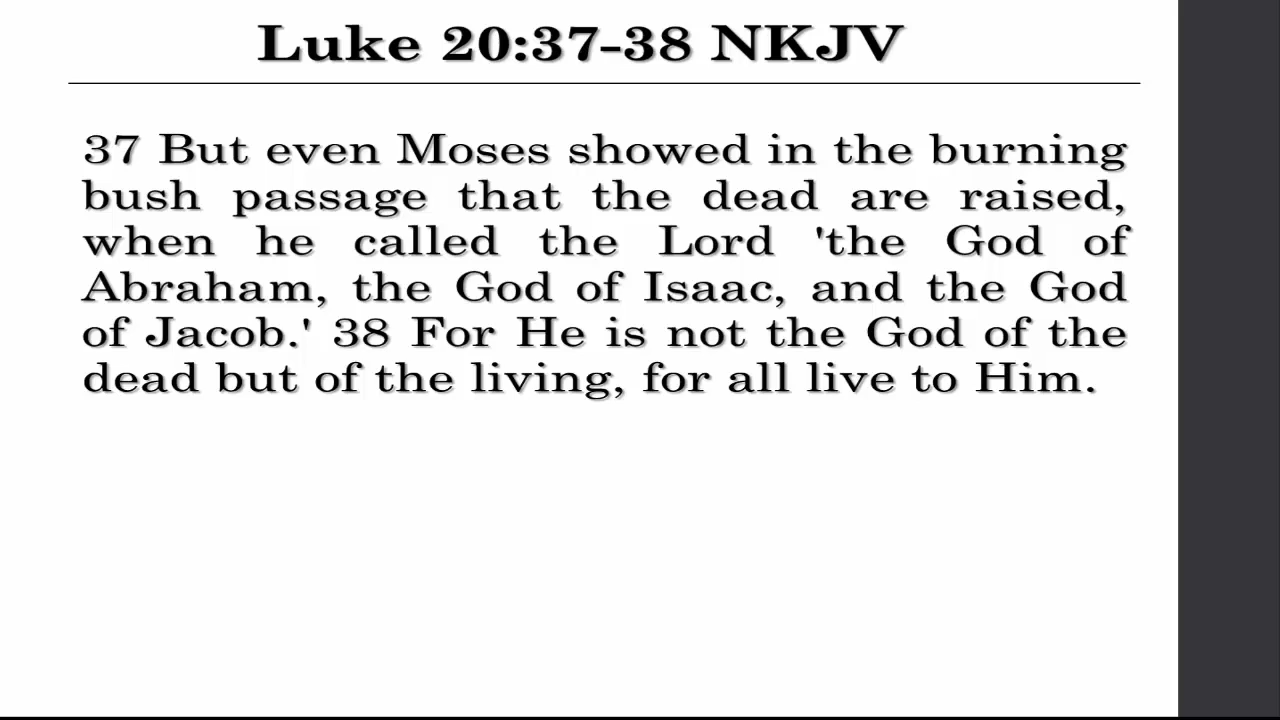 Luke 20:37-38 NKJV
37 But even Moses showed in the burning
bush passage that the dead are raised,
when he called the Lord 'the God of
Abraham, the God of Isaac, and the God
of Jacob.' 38 For He is not the God of the
dead but of the living, for all live to Him.